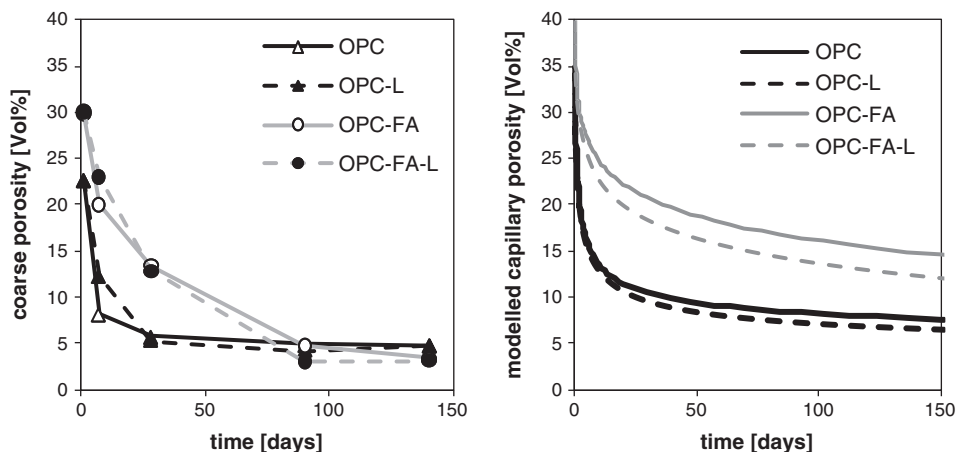 coarse porosity [Vol%]
40
35
30
25
20
15
10
5
0
OPC
OPC-L
OPC-FA
OPC-FA-L
0
50
100
150
time [days]
modelled capillary porosity [Vol%]
40
35
30
25
20
15
10
5
0
OPC
OPC-L
OPC-FA
OPC-FA-L
0
50
100
150
time [days]